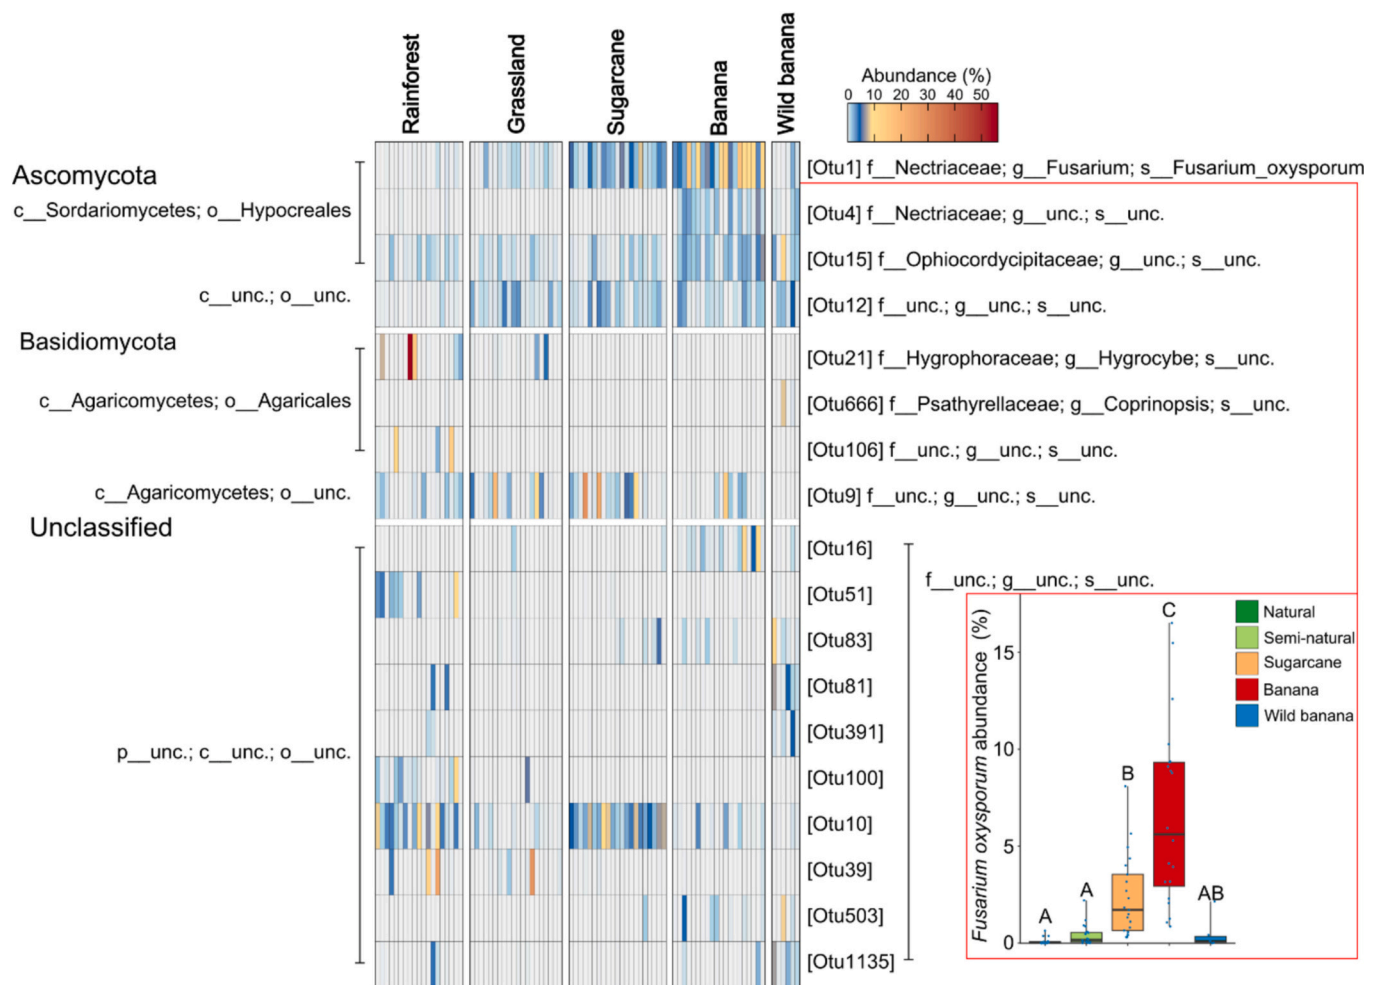 Rainforest
Grassland
Sugarcane
Banana
Wild banana
Abundance (%)
0 10 20 30 40 50
Ascomycota
c__Sordariomycetes; o__Hypocreales
c__unc.; o__unc.
Basidiomycota
c__Agaricomycetes; o__Agaricales
c__Agaricomycetes; o__unc.
Unclassified
p__unc.; c__unc.; o__unc.
[Otu1] f__Nectriaceae; g__Fusarium; s__Fusarium_oxysporum
[Otu4] f__Nectriaceae; g__unc.; s__unc.
[Otu15] f__Ophiocordycipitaceae; g__unc.; s__unc.
[Otu12] f__unc.; g__unc.; s__unc.
[Otu21] f__Hygrophoraceae; g__Hygrocybe; s__unc.
[Otu666] f__Psathyrellaceae; g__Coprinopsis; s__unc.
[Otu106] f__unc.; g__unc.; s__unc.
[Otu9] f__unc.; g__unc.; s__unc.
[Otu16]
[Otu51]
[Otu83]
[Otu81]
[Otu391]
[Otu100]
[Otu10]
[Otu39]
[Otu503]
[Otu1135]
f__unc.; g__unc.; s__unc.
Fusarium oxysporum abundance (%)
15
10
5
0
A
A
B
C
AB
Natural
Semi-natural
Sugarcane
Banana
Wild banana